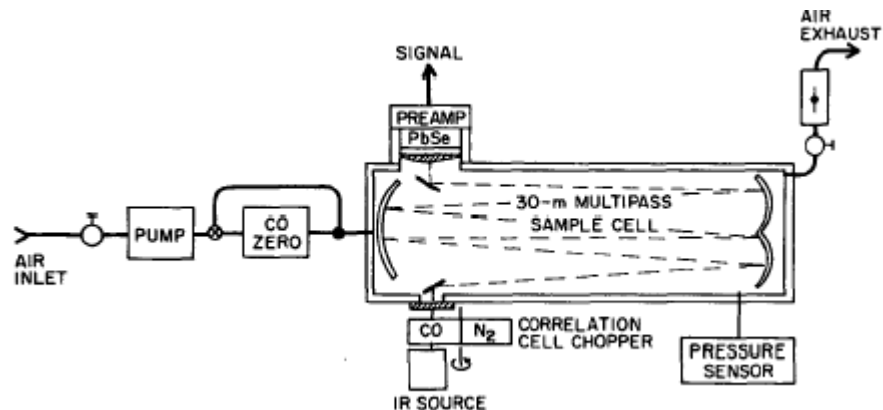 AIR
EXHAUST
SIGNAL
PREAMP
PbSe
30-m MULTIPASS
SAMPLE CELL
PUMP
CO
ZERO
AIR
INLET
CO
N2
CORRELATION
CELL CHOPPER
PRESSURE
SENSOR
IR SOURCE